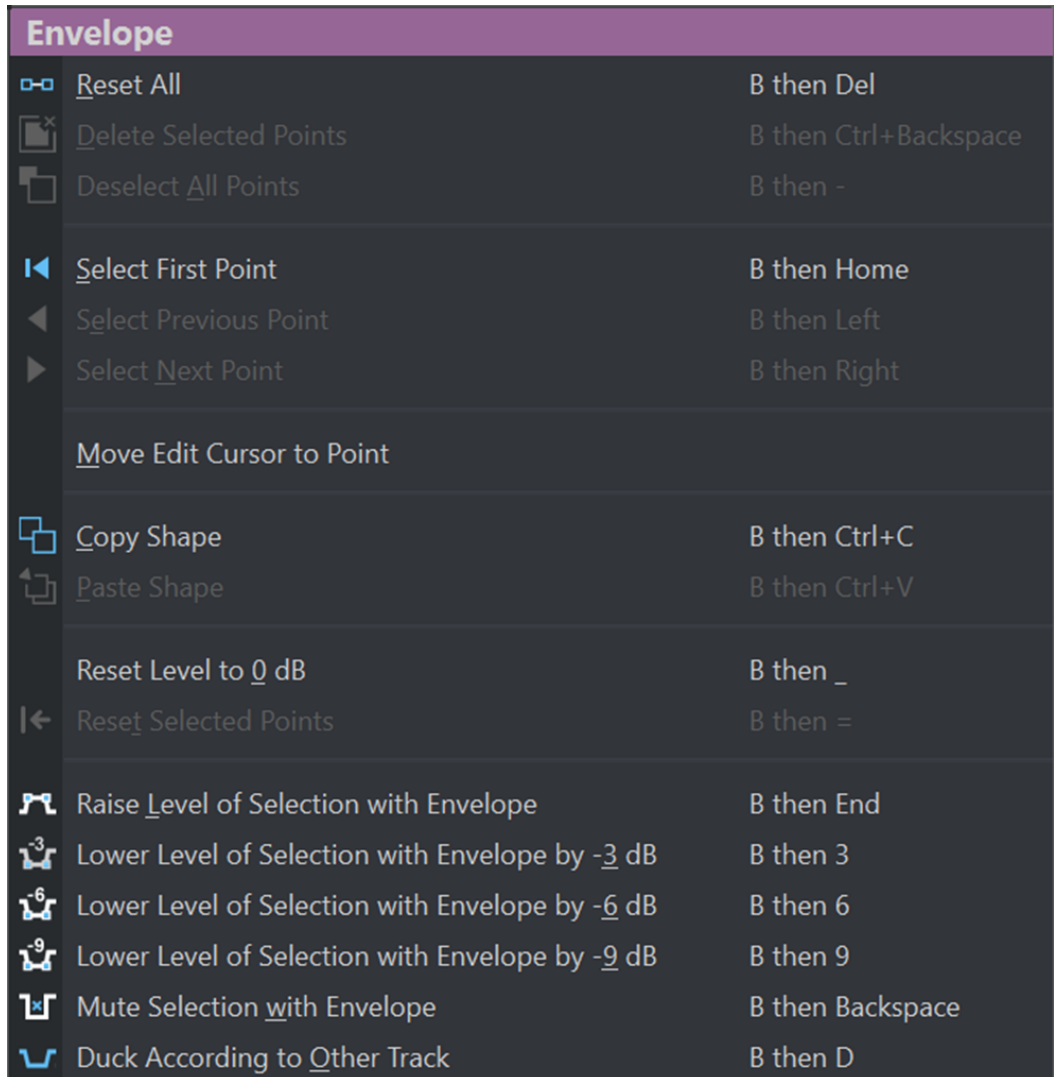 Envelope
Reset All B then Del
Delete Selected Points B then Ctrl+Backspace
Deselect All Points B then -
Select First Point B then Home
Select Previous Point B then Left
Select Next Point B then Right
Move Edit Cursor to Point
Copy Shape B then Ctrl+C
Paste Shape B then Ctrl+V
Reset Level to 0 dB B then _
Reset Selected Points B then =
Raise Level of Selection with Envelope B then End
-3 Lower Level of Selection with Envelope by -3 dB B then 3
-6 Lower Level of Selection with Envelope by -6 dB B then 6
-9 Lower Level of Selection with Envelope by -9 dB B then 9
Mute Selection with Envelope B then Backspace
Duck According to Other Track B then D